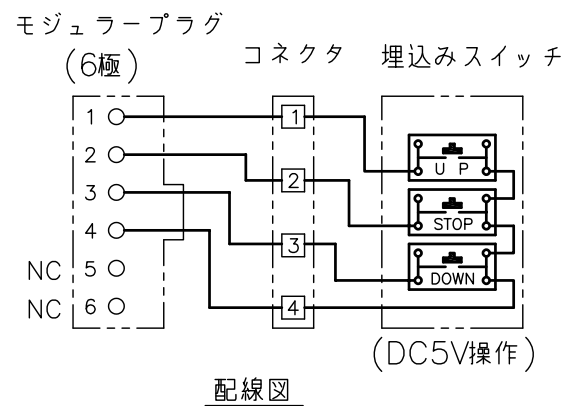 モジュラープラグ
(6極)
コネクタ
埋込みスイッチ
1
2
3
4
NC 5
NC 6
1
2
3
4
UP
STOP
DOWN
(DC5V操作)
配線図